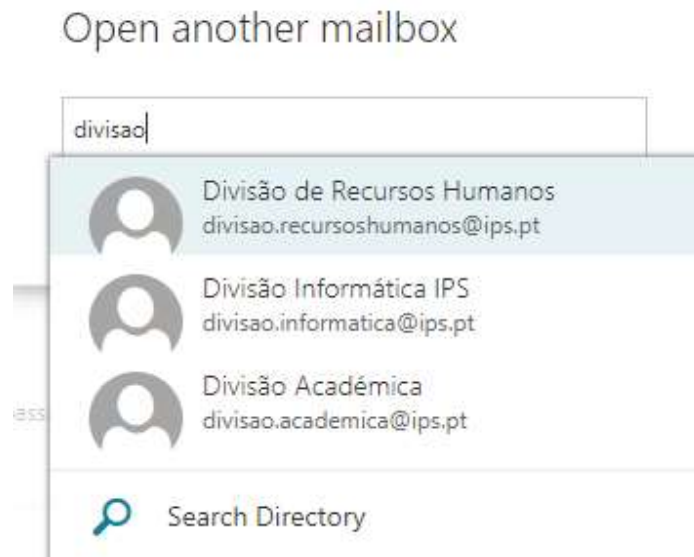 Open another mailbox
divisao
Divisão de Recursos Humanos
divisao.recursoshumanos@ips.pt
Divisão Informática IPS
divisao.informatica@ips.pt
Divisão Académica
divisao.academica@ips.pt
Search Directory